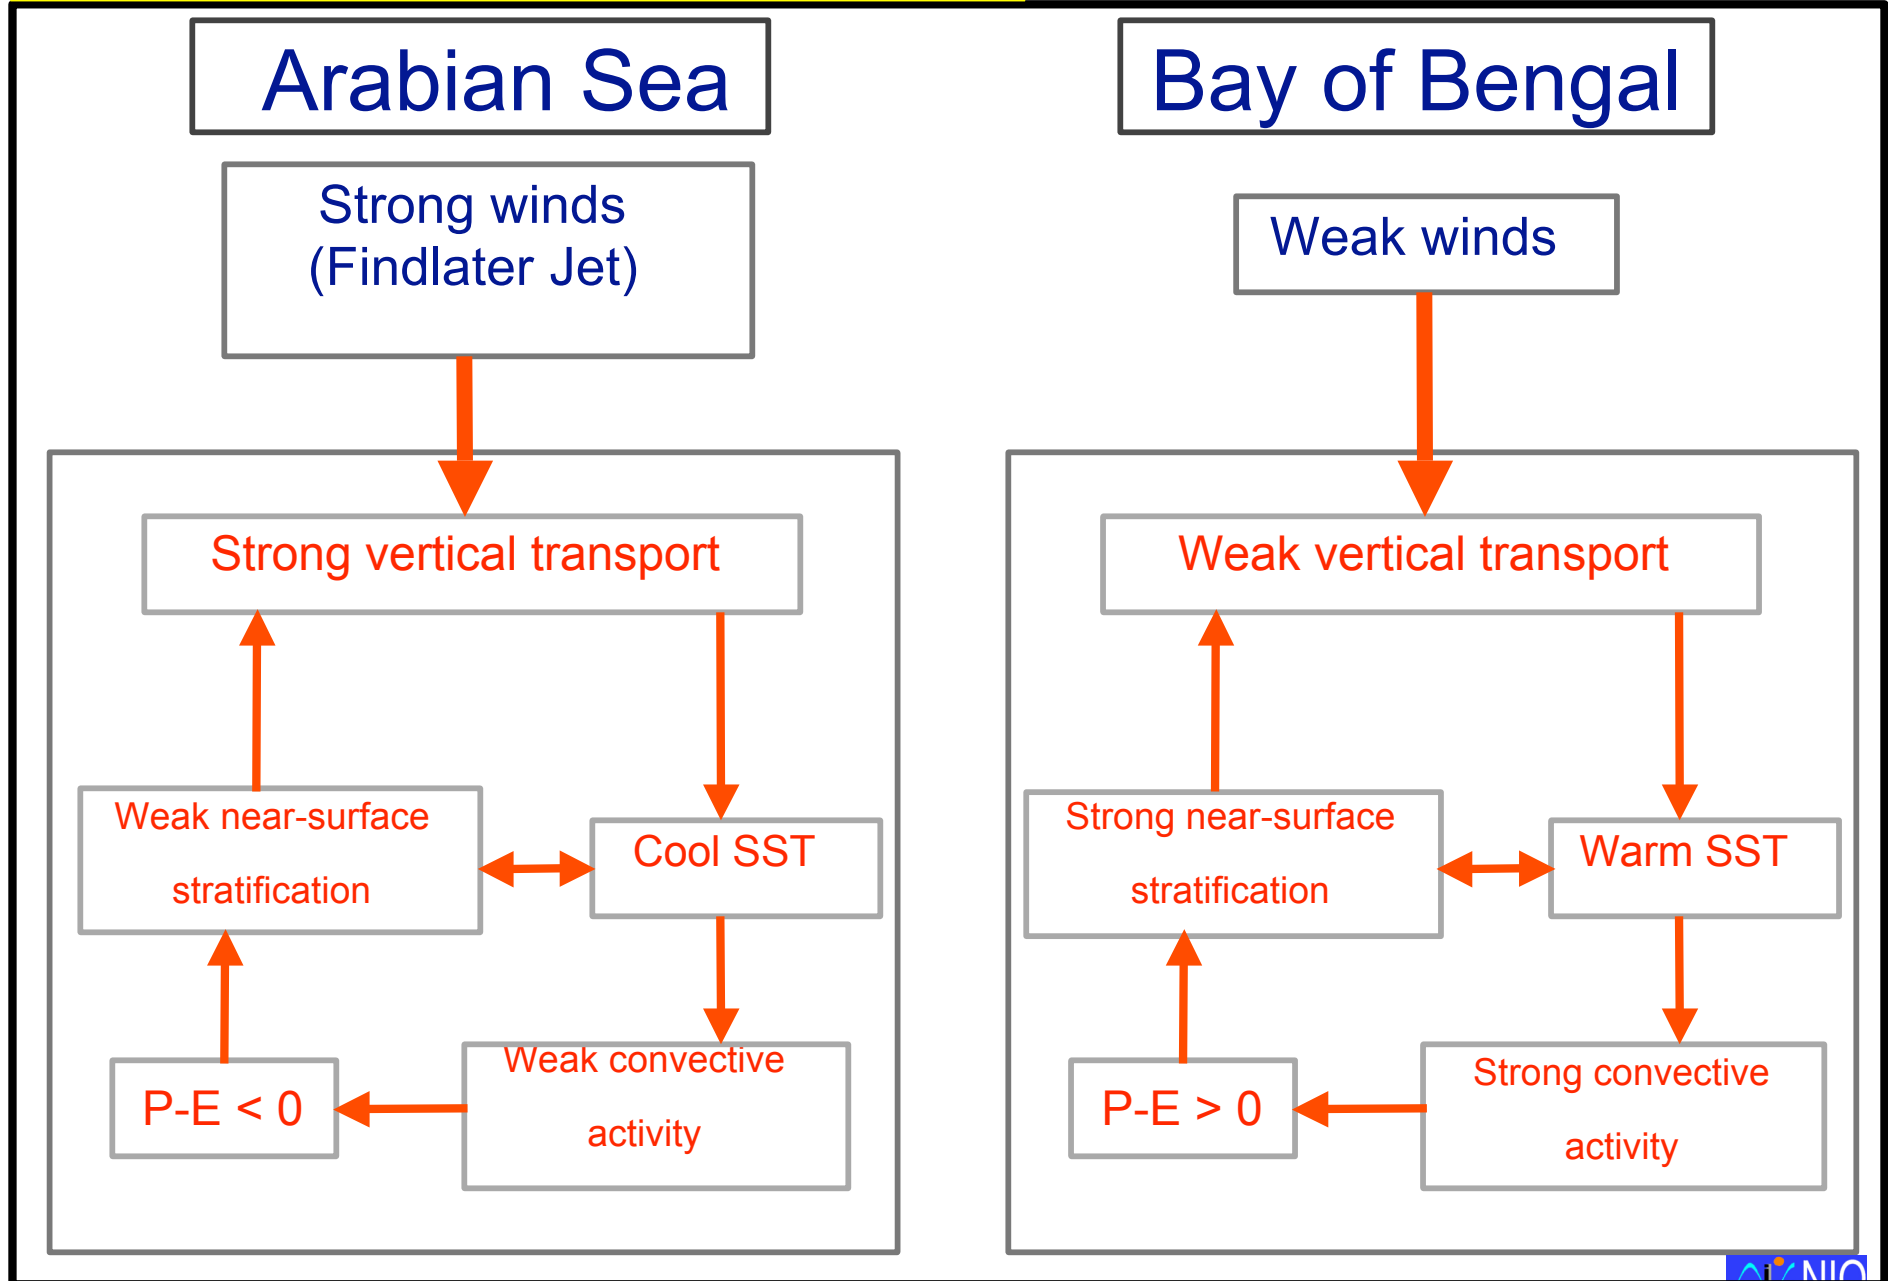 Arabian Sea
Strong winds
(Findlater Jet)
Strong vertical transport
Weak near-surface
stratification
Cool SST
P-E < 0
Weak convective
activity
Bay of Bengal
Weak winds
Weak vertical transport
Strong near-surface
stratification
Warm SST
P-E > 0
Strong convective
activity
NIO